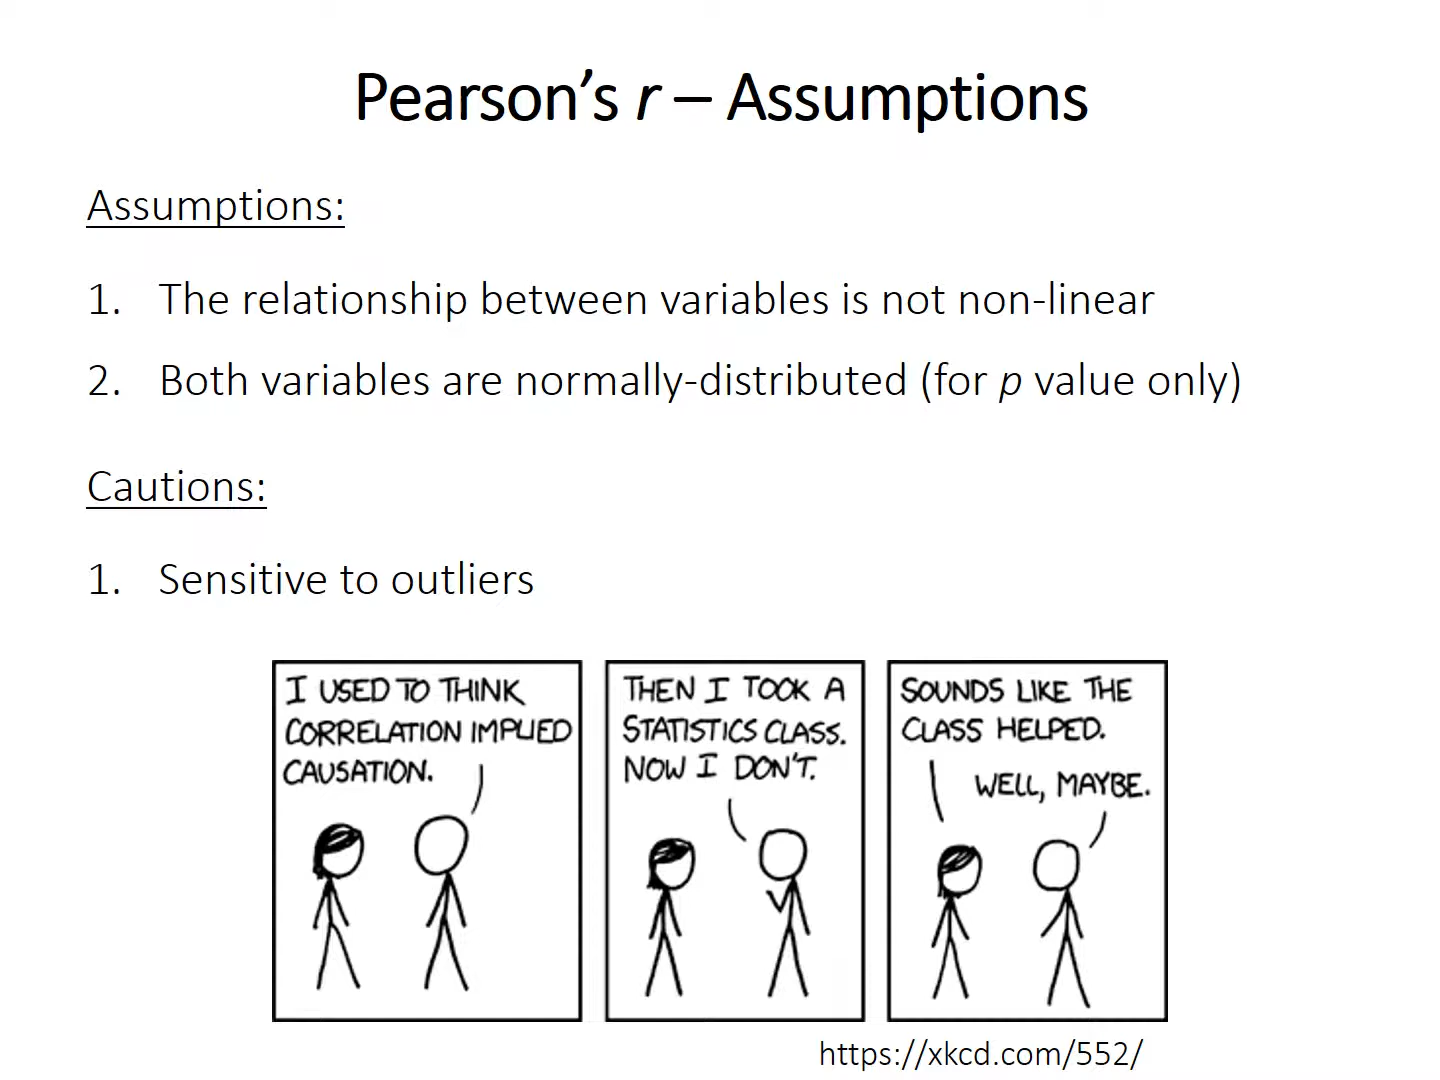 Pearson’s r – Assumptions
Assumptions:
1. The relationship between variables is not non-linear
2. Both variables are normally-distributed (for p value only)
Cautions:
1. Sensitive to outliers
I USED TO THINK
CORRELATION IMPLIED
CAUSATION.
THEN I TOOK A
STATISTICS CLASS.
NOW I DON'T.
SOUNDS LIKE THE
CLASS HELPED.
WELL, MAYBE.
https://xkcd.com/552/